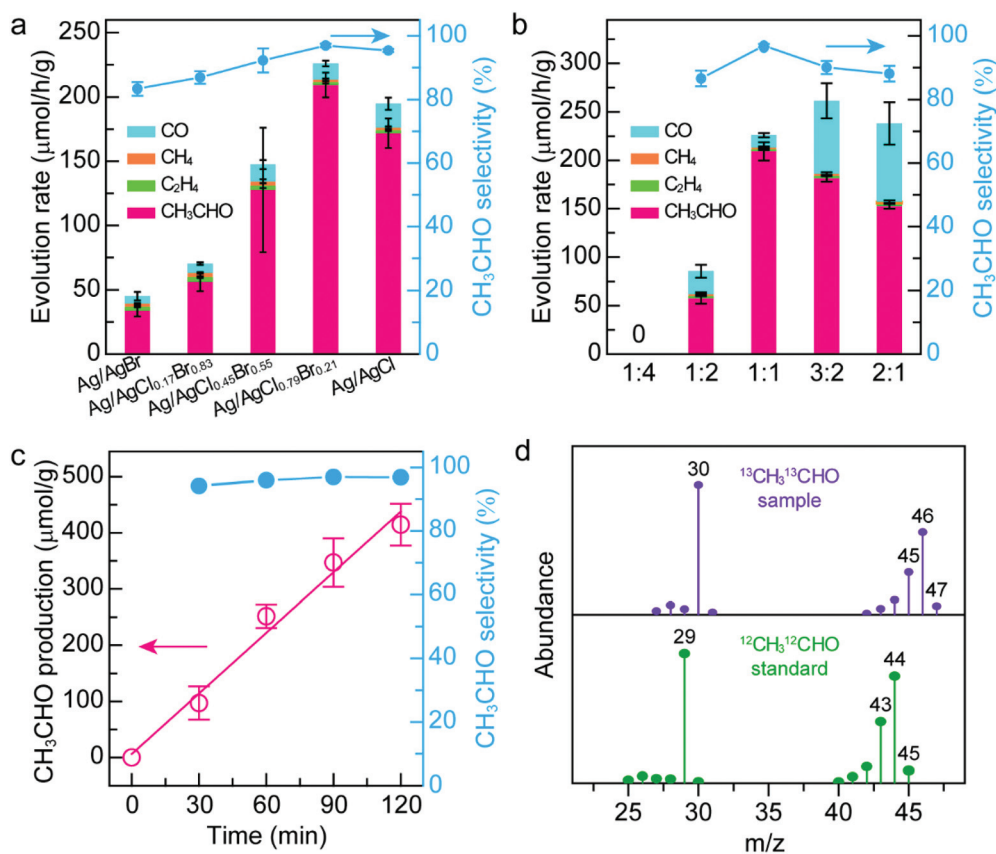 a
250
200
150
100
50
0
Evolution rate (μmol/h/g)
CO
CH₄
C₂H₄
CH₃CHO
100
80
60
40
20
0
CH₃CHO selectivity (%)
Ag/AgBr
Ag/AgCl₀.₁₇Br₀.₈₃
Ag/AgCl₀.₄₅Br₀.₅₅
Ag/AgCl₀.₇₉Br₀.₂₁
Ag/AgCl
b
300
250
200
150
100
50
0
Evolution rate (μmol/h/g)
CO
CH₄
C₂H₄
CH₃CHO
0
100
80
60
40
20
0
CH₃CHO selectivity (%)
1:4 1:2 1:1 3:2 2:1
c
500
400
300
200
100
0
CH₃CHO production (μmol/g)
100
80
60
40
20
0
CH₃CHO selectivity (%)
0 30 60 90 120
Time (min)
d
Abundance
30
¹³CH₃¹³CHO
sample
46
45
47
29
¹²CH₃¹²CHO
standard
44
43
45
25 30 35 40 45
m/z